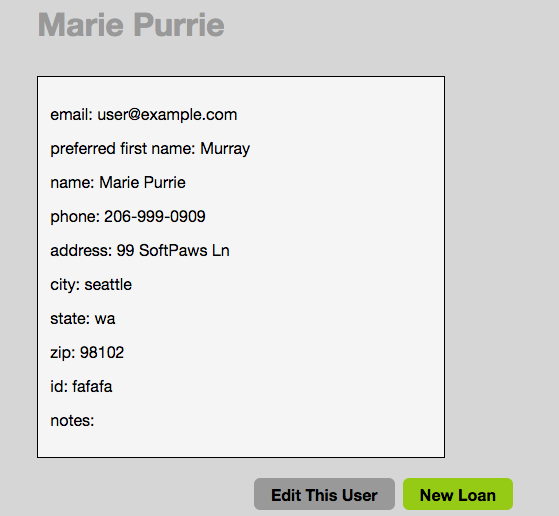 Marie Purrie
email: user@example.com
preferred first name: Murray
name: Marie Purrie
phone: 206-999-0909
address: 99 SoftPaws Ln
city: seattle
state: wa
zip: 98102
id: fafafa
notes:
Edit This User
New Loan